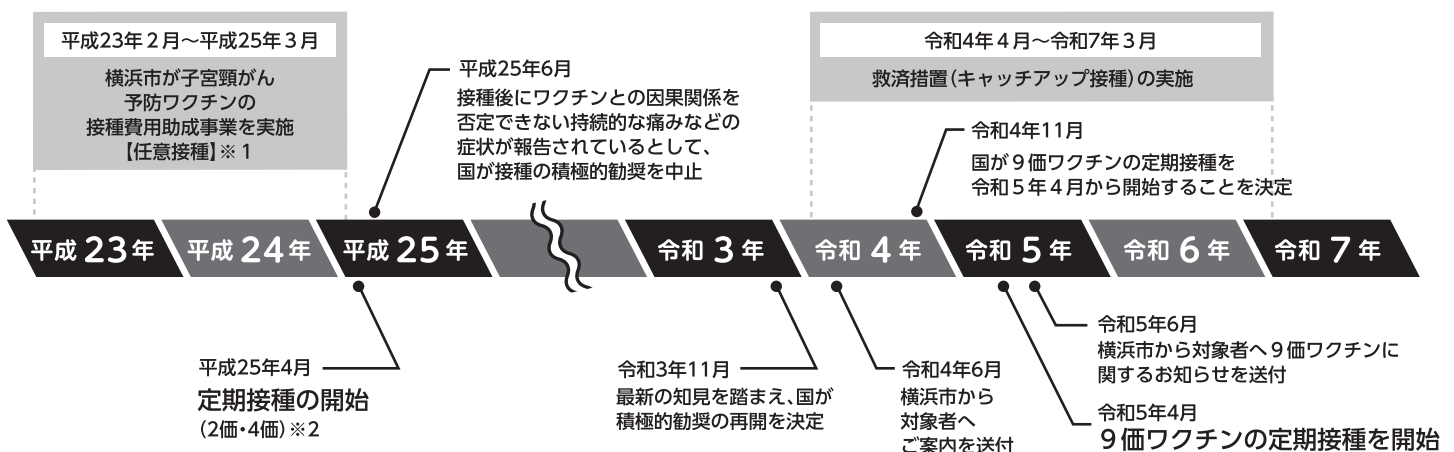 平成23年2月～平成25年3月
横浜市が子宮頸がん
予防ワクチンの
接種費用助成事業を実施
【任意接種】※1
平成25年6月
接種後にワクチンとの因果関係を
否定できない持続的な痛みなどの
症状が報告されているとして、
国が接種の積極的勧奨を中止
令和4年4月～令和7年3月
救済措置(キャッチアップ接種)の実施
令和4年11月
国が9価ワクチンの定期接種を
令和5年4月から開始することを決定
平成23年
平成24年
平成25年
令和3年
令和4年
令和5年
令和6年
令和7年
平成25年4月
定期接種の開始
(2価・4価)※2
令和3年11月
最新の知見を踏まえ、国が
積極的勧奨の再開を決定
令和4年6月
横浜市から
対象者へ
ご案内を送付
令和5年6月
横浜市から対象者へ9価ワクチンに
関するお知らせを送付
令和5年4月
9価ワクチンの定期接種を開始